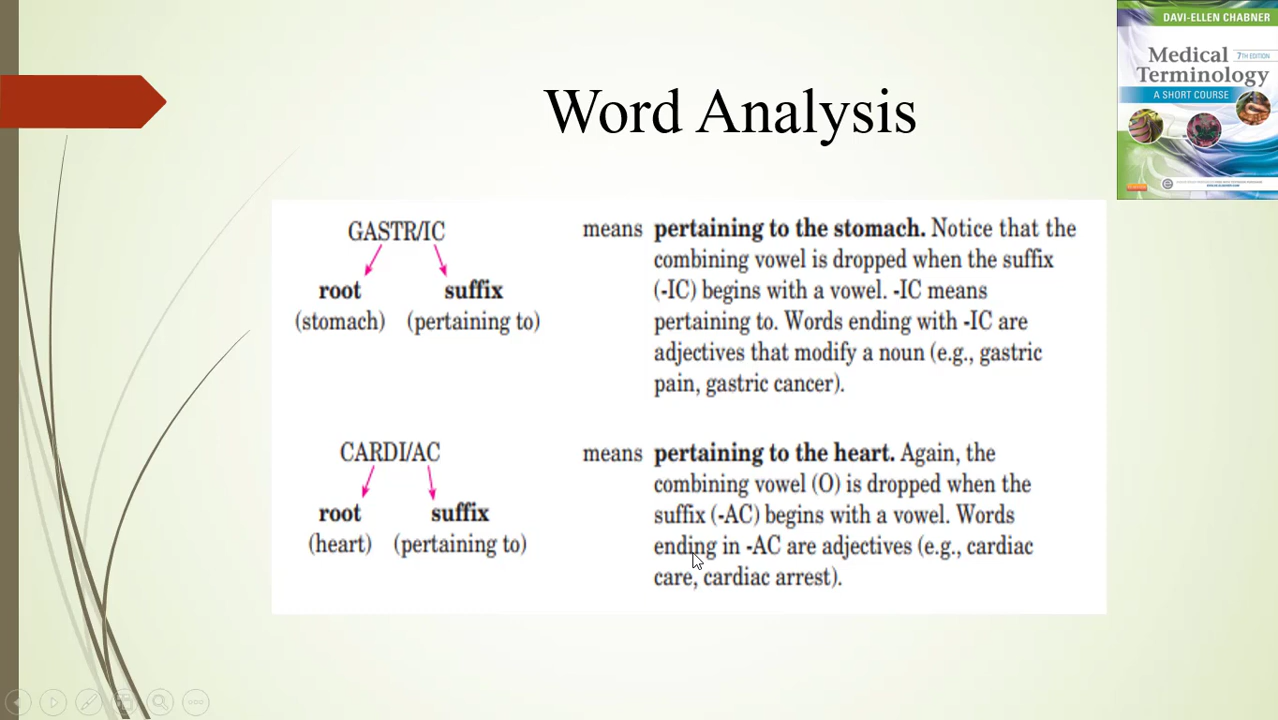 DAVI-ELLEN CHABNER
Medical 7TH EDITION
Terminology
A SHORT COURSE
Word Analysis
GASTR/IC
root suffix
(stomach) (pertaining to)
means pertaining to the stomach. Notice that the
combining vowel is dropped when the suffix
(-IC) begins with a vowel. -IC means
pertaining to. Words ending with -IC are
adjectives that modify a noun (e.g., gastric
pain, gastric cancer).
CARDI/AC
root suffix
(heart) (pertaining to)
means pertaining to the heart. Again, the
combining vowel (O) is dropped when the
suffix (-AC) begins with a vowel. Words
ending in -AC are adjectives (e.g., cardiac
care, cardiac arrest).